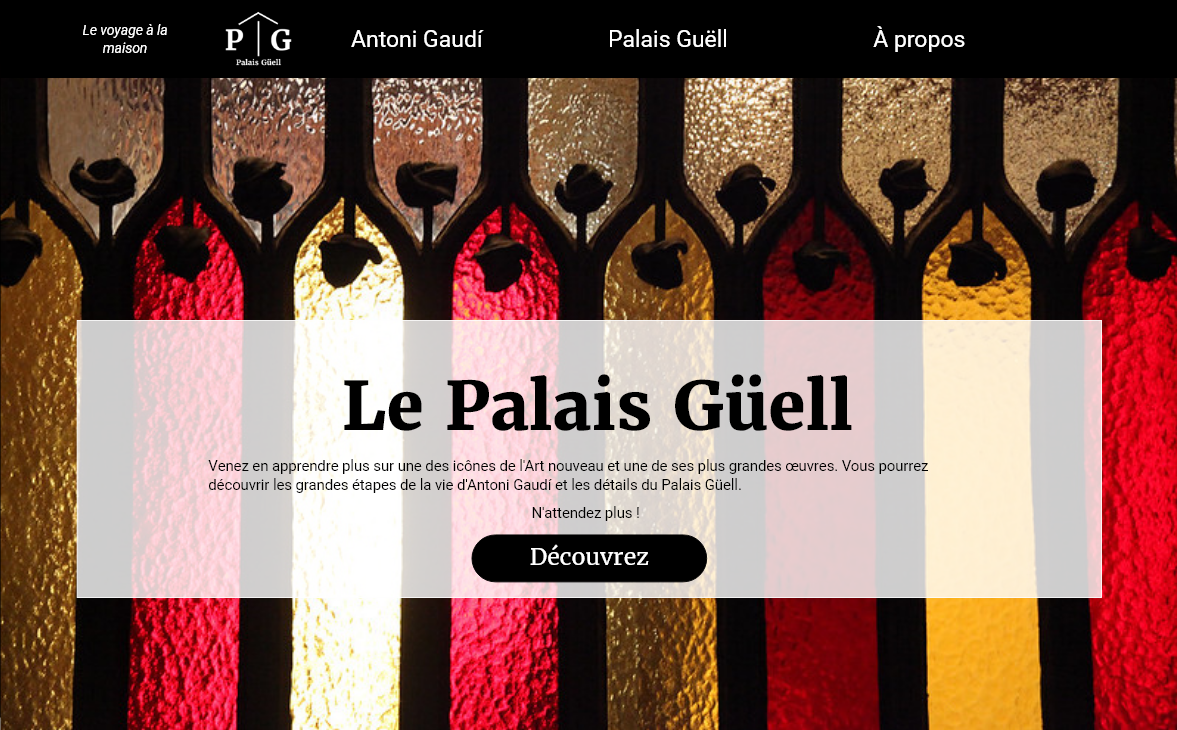 Le voyage à la
maison
P G
Palais Güell
Antoni Gaudí
Palais Guëll
À propos
Le Palais Güell
Venez en apprendre plus sur une des icônes de l'Art nouveau et une de ses plus grandes œuvres. Vous pourrez
découvrir les grandes étapes de la vie d'Antoni Gaudí et les détails du Palais Güell.
N'attendez plus !
Découvrez